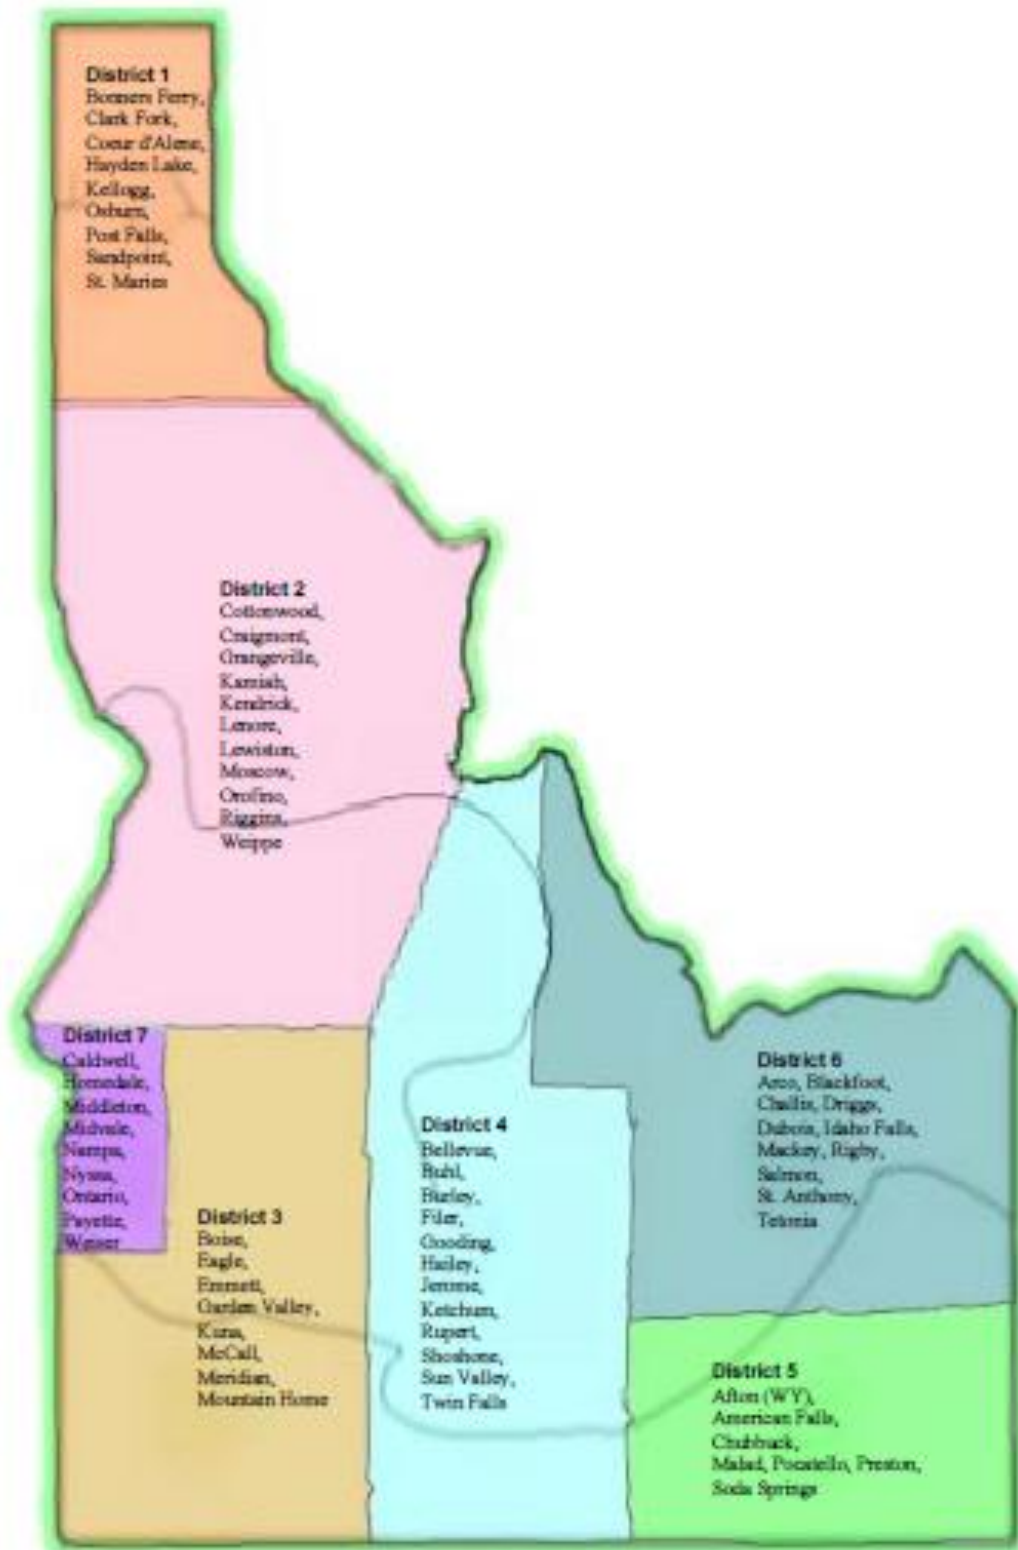 District 1
Bonners Ferry,
Clark Fork,
Coeur d'Alene,
Hayden Lake,
Kellogg,
Osburn,
Post Falls,
Sandpoint,
St. Maries
District 2
Cottonwood,
Craigmont,
Grangeville,
Kamiah,
Kendrick,
Lenore,
Lewiston,
Moscow,
Orofino,
Riggins,
Weippe
District 7
Caldwell,
Homedale,
Middleton,
Midvale,
Nampa,
Nyssa,
Ontario,
Payette,
Weiser
District 3
Boise,
Eagle,
Emmett,
Garden Valley,
Kuna,
McCall,
Meridian,
Mountain Home
District 4
Bellevue,
Buhl,
Burley,
Filer,
Gooding,
Hailey,
Jerome,
Ketchum,
Rupert,
Shoshone,
Sun Valley,
Twin Falls
District 6
Arco, Blackfoot,
Challis, Driggs,
Dubois, Idaho Falls,
Mackey, Rigby,
Salmon,
St. Anthony,
Tetonia
District 5
Afton (WY),
American Falls,
Chubbuck,
Malad, Pocatello, Preston,
Soda Springs